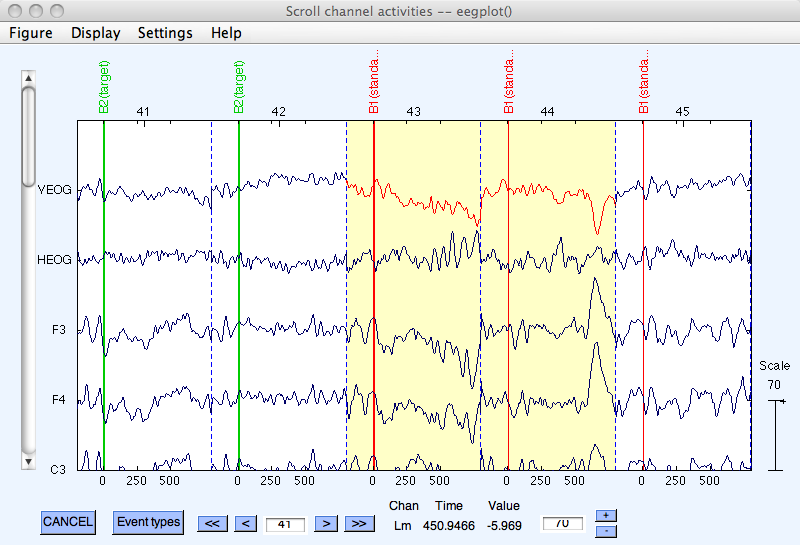 Scroll channel activities -- eegplot()
Figure Display Settings Help
B2(target) B2(target) B1(standa... B1(standa... B1(standa...
41 42 43 44 45
VEOG
HEOG
F3
F4
C3
Scale
70
0 250 500 0 250 500 0 250 500 0 250 500 0 250 500
Chan Time Value
CANCEL Event types << < 41 > >> Lm 450.9466 -5.969 70 + -